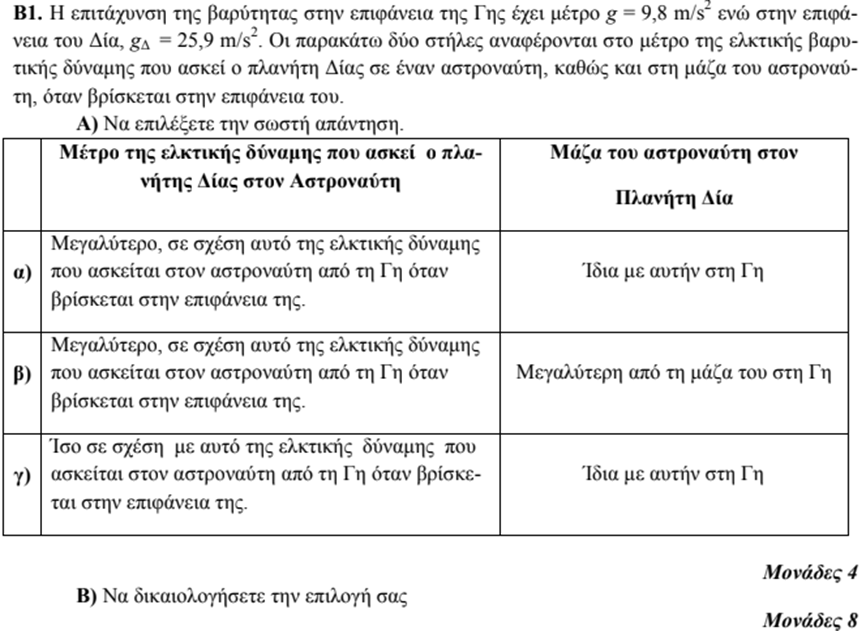 Β1. Η επιτάχυνση της βαρύτητας στην επιφάνεια της Γης έχει μέτρο g = 9,8 m/s² ενώ στην επιφά-
νεια του Δία, g_Δ = 25,9 m/s². Οι παρακάτω δύο στήλες αναφέρονται στο μέτρο της ελκτικής βαρυ-
τικής δύναμης που ασκεί ο πλανήτη Δίας σε έναν αστροναύτη, καθώς και στη μάζα του αστροναύ-
τη, όταν βρίσκεται στην επιφάνεια του.
Α) Να επιλέξετε την σωστή απάντηση.
Μέτρο της ελκτικής δύναμης που ασκεί ο πλα-
νήτης Δίας στον Αστροναύτη
Μάζα του αστροναύτη στον
Πλανήτη Δία
α)
Μεγαλύτερο, σε σχέση αυτό της ελκτικής δύναμης
που ασκείται στον αστροναύτη από τη Γη όταν
βρίσκεται στην επιφάνεια της.
Ίδια με αυτήν στη Γη
β)
Μεγαλύτερο, σε σχέση αυτό της ελκτικής δύναμης
που ασκείται στον αστροναύτη από τη Γη όταν
βρίσκεται στην επιφάνεια της.
Μεγαλύτερη από τη μάζα του στη Γη
γ)
Ίσο σε σχέση με αυτό της ελκτικής δύναμης που
ασκείται στον αστροναύτη από τη Γη όταν βρίσκε-
ται στην επιφάνεια της.
Ίδια με αυτήν στη Γη
Μονάδες 4
Β) Να δικαιολογήσετε την επιλογή σας
Μονάδες 8